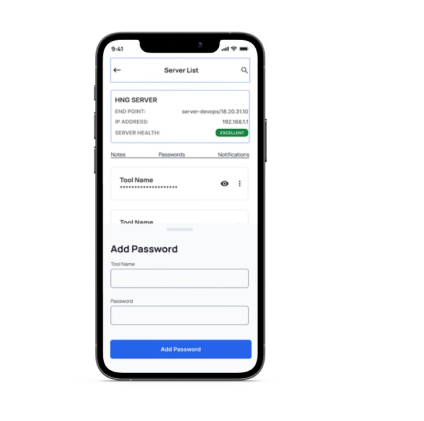 9:41
Server List
HNG SERVER
END POINT: server-devops/18.20.31.10
IP ADDRESS: 192.168.1.1
SERVER HEALTH: EXCELLENT
Notes Passwords Notifications
Tool Name
********************
Tool Name
Add Password
Tool Name
Password
Add Password